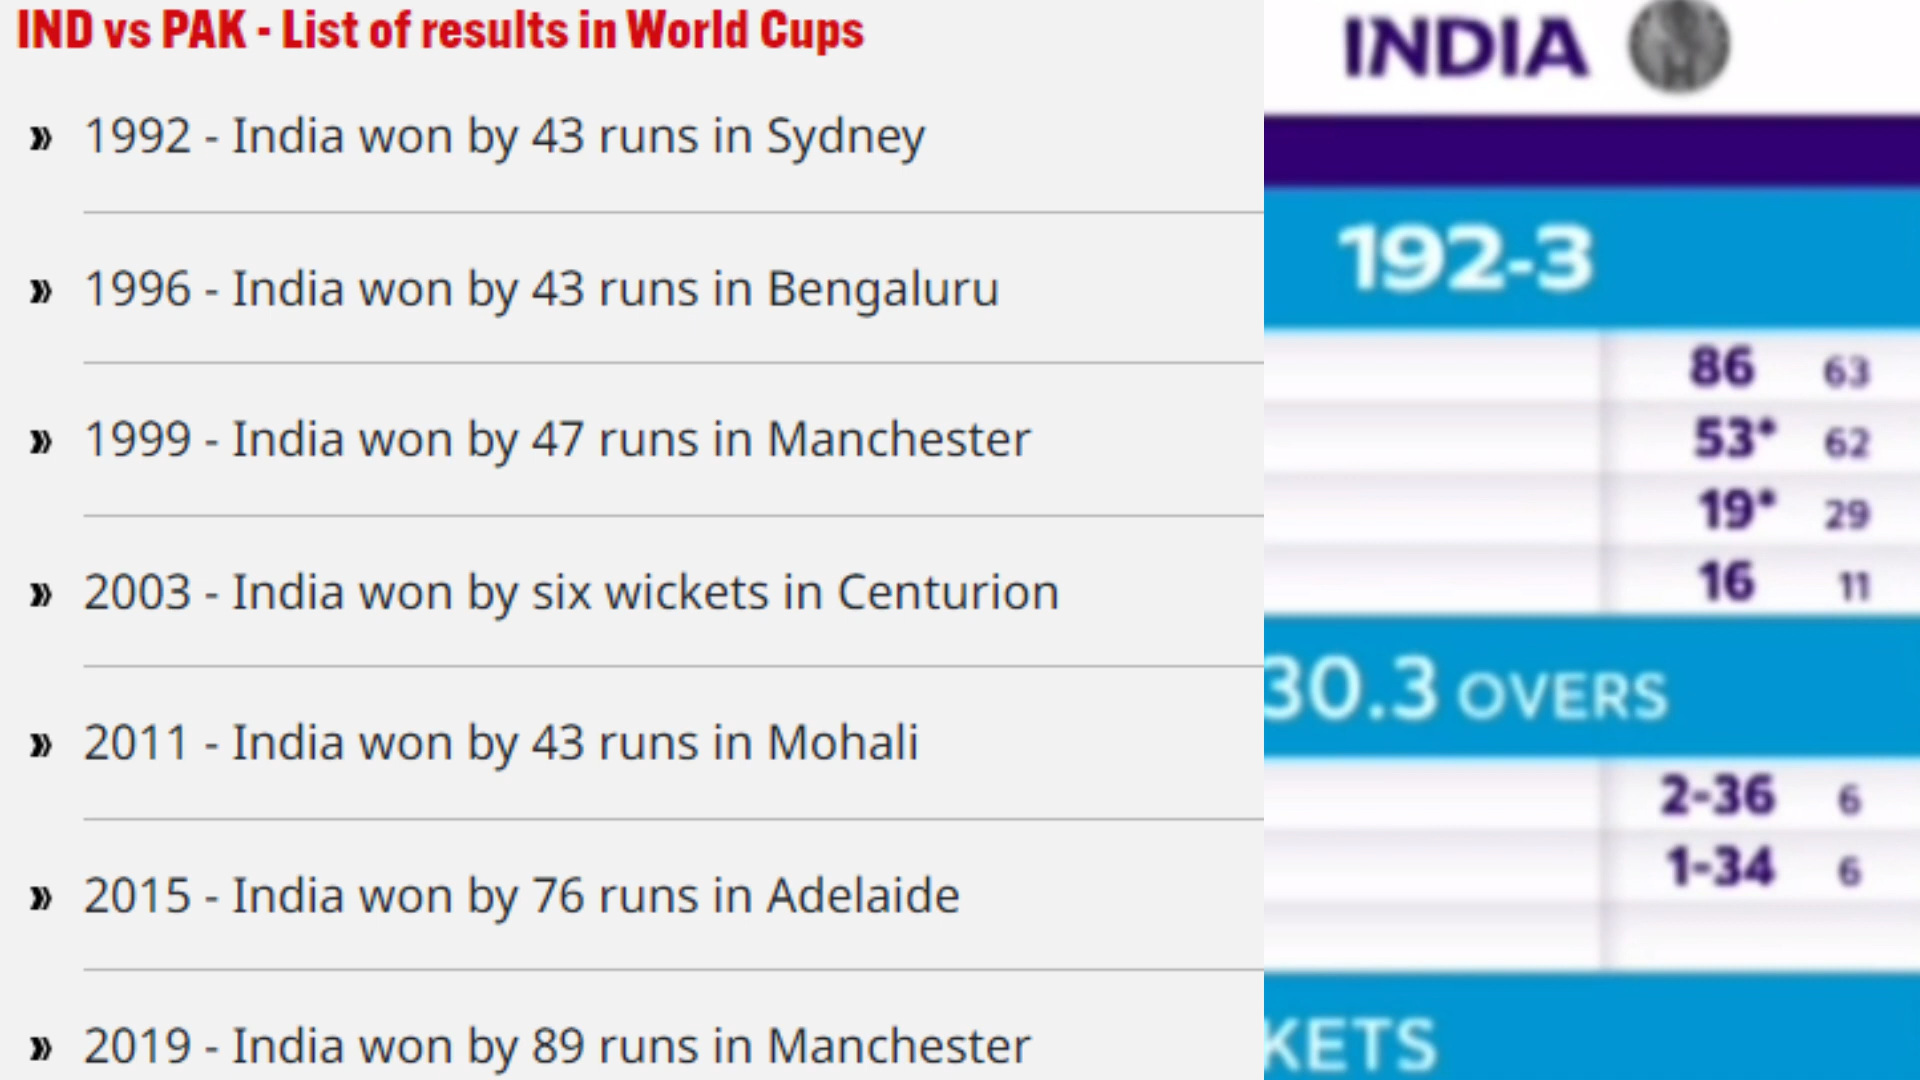 IND vs PAK - List of results in World Cups
» 1992 - India won by 43 runs in Sydney
» 1996 - India won by 43 runs in Bengaluru
» 1999 - India won by 47 runs in Manchester
» 2003 - India won by six wickets in Centurion
» 2011 - India won by 43 runs in Mohali
» 2015 - India won by 76 runs in Adelaide
» 2019 - India won by 89 runs in Manchester
INDIA
192-3
86 63
53* 62
19* 29
16 11
30.3 OVERS
2-36 6
1-34 6
KETS